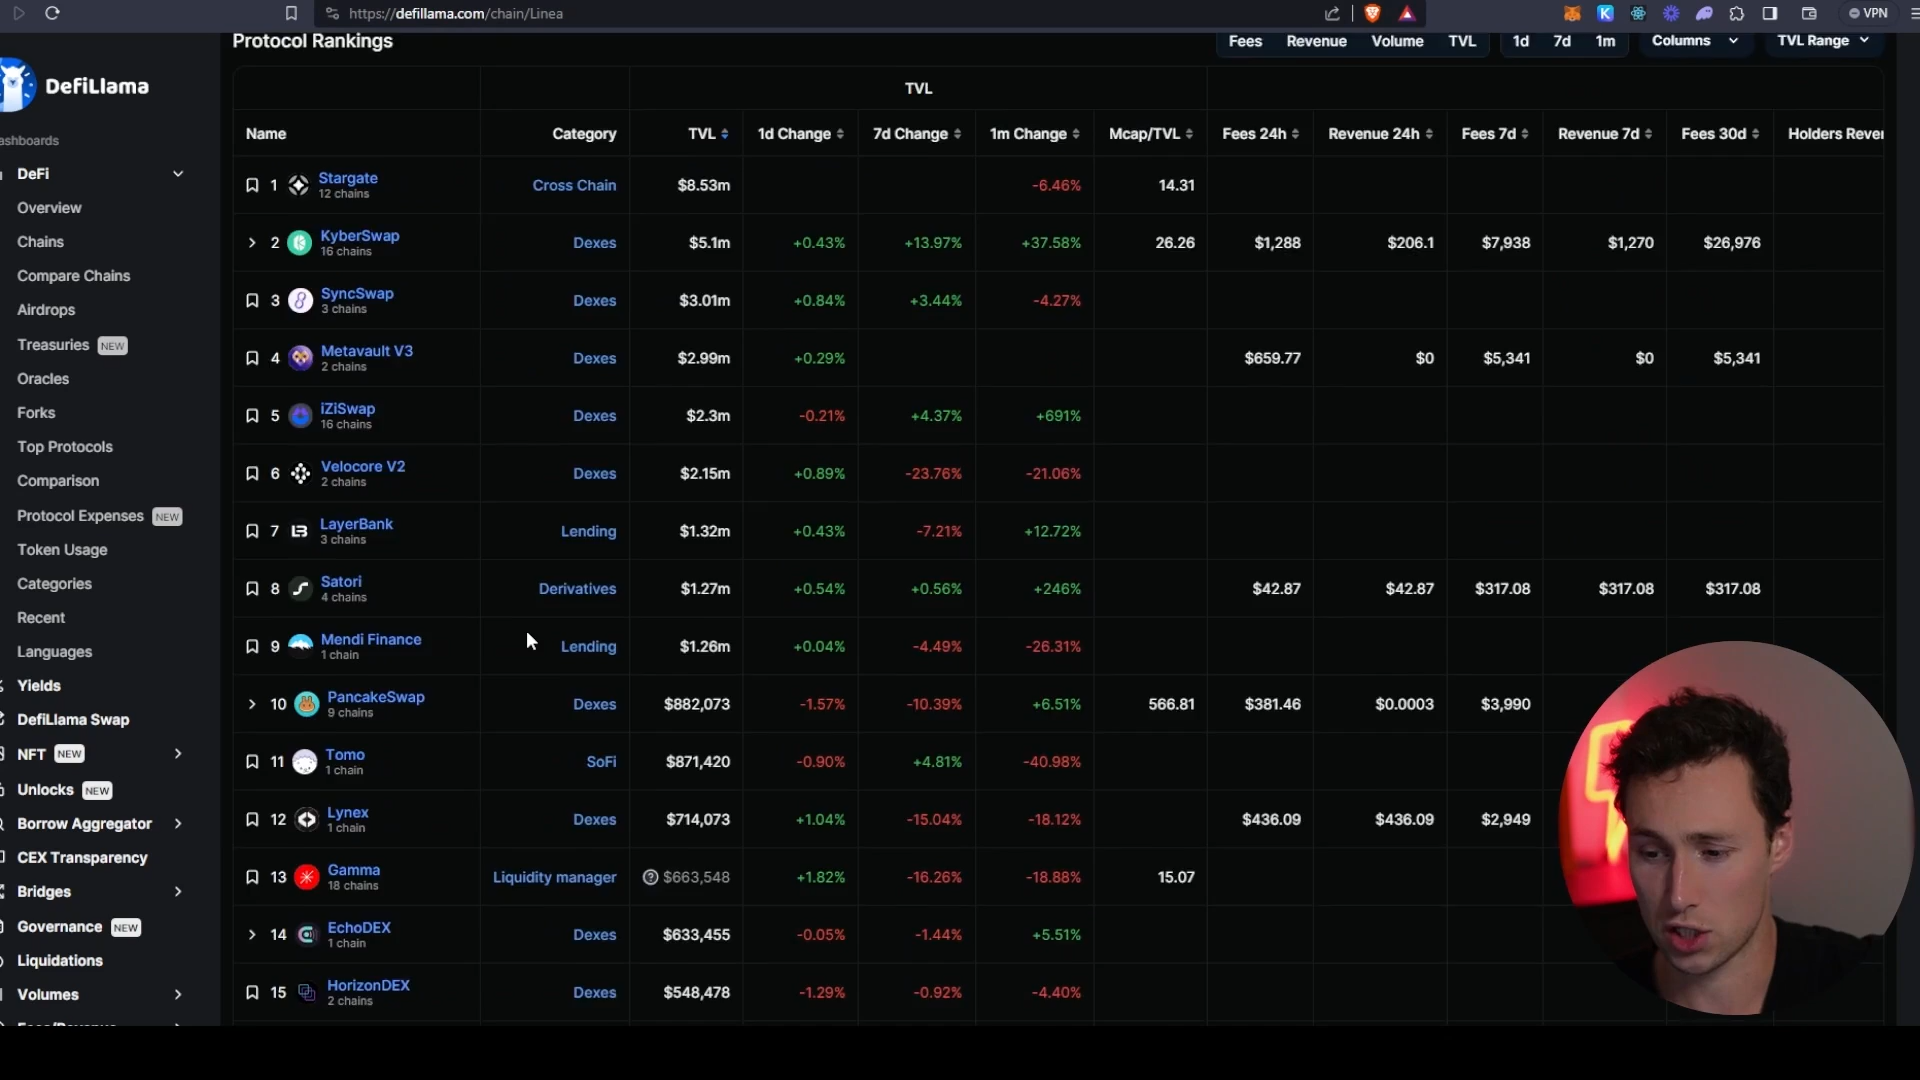 https://defillama.com/chain/Linea
VPN
Protocol Rankings
Fees Revenue Volume TVL
1d 7d 1m
Columns
TVL Range
DefiLlama
ashboards
DeFi
Overview
Chains
Compare Chains
Airdrops
Treasuries NEW
Oracles
Forks
Top Protocols
Comparison
Protocol Expenses NEW
Token Usage
Categories
Recent
Languages
Yields
DefiLlama Swap
NFT NEW
Unlocks NEW
Borrow Aggregator
CEX Transparency
Bridges
Governance NEW
Liquidations
Volumes
TVL
Name Category TVL 1d Change 7d Change 1m Change Mcap/TVL Fees 24h Revenue 24h Fees 7d Revenue 7d Fees 30d Holders Rever
1 Stargate Cross Chain $8.53m -6.46% 14.31
12 chains
2 KyberSwap Dexes $5.1m +0.43% +13.97% +37.58% 26.26 $1,288 $206.1 $7,938 $1,270 $26,976
16 chains
3 SyncSwap Dexes $3.01m +0.84% +3.44% -4.27%
3 chains
4 Metavault V3 Dexes $2.99m +0.29% $659.77 $0 $5,341 $0 $5,341
2 chains
5 iZiSwap Dexes $2.3m -0.21% +4.37% +691%
16 chains
6 Velocore V2 Dexes $2.15m +0.89% -23.76% -21.06%
2 chains
7 LayerBank Lending $1.32m +0.43% -7.21% +12.72%
3 chains
8 Satori Derivatives $1.27m +0.54% +0.56% +246% $42.87 $42.87 $317.08 $317.08 $317.08
4 chains
9 Mendi Finance Lending $1.26m +0.04% -4.49% -26.31%
1 chain
10 PancakeSwap Dexes $882,073 -1.57% -10.39% +6.51% 566.81 $381.46 $0.0003 $3,990
9 chains
11 Tomo SoFi $871,420 -0.90% +4.81% -40.98%
1 chain
12 Lynex Dexes $714,073 +1.04% -15.04% -18.12% $436.09 $436.09 $2,949
1 chain
13 Gamma Liquidity manager $663,548 +1.82% -16.26% -18.88% 15.07
18 chains
14 EchoDEX Dexes $633,455 -0.05% -1.44% +5.51%
1 chain
15 HorizonDEX Dexes $548,478 -1.29% -0.92% -4.40%
2 chains